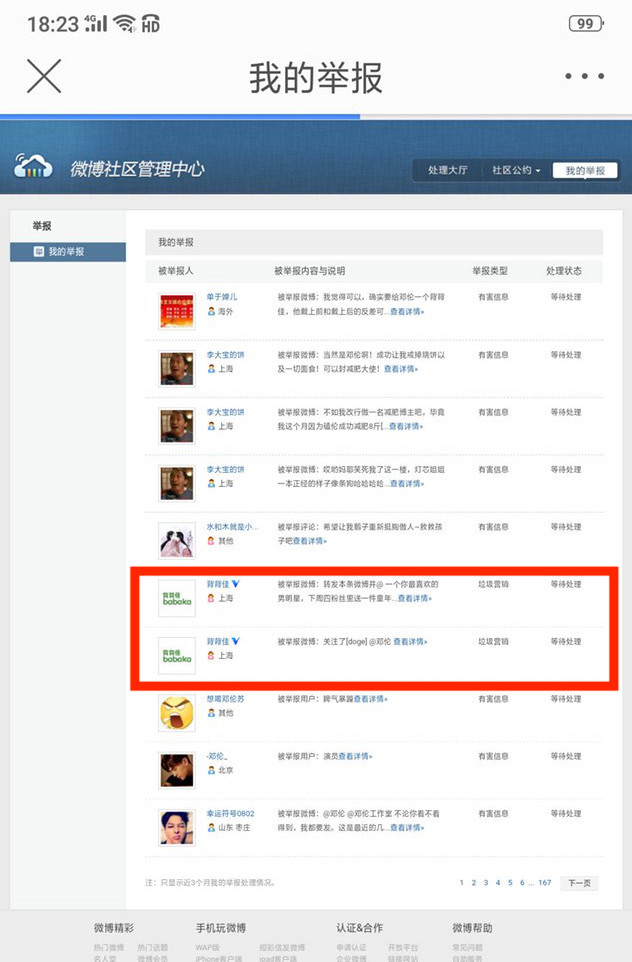 18:23 4G HD 99
我的举报
微博社区管理中心
处理大厅 社区公约 我的举报
举报
举 我的举报
我的举报
被举报人 被举报内容与说明 举报类型 处理状态
单于婵儿 被举报微博：我觉得可以，确实要给邓伦一个背背 有害信息 等待处理
海外 佳，他戴上前和戴上后的反差可...查看详情»
李大宝的饼 被举报微博：当然是邓伦啊！成功让我戒掉烧饼以 有害信息 等待处理
上海 及一切面食！可以封减肥大使！查看详情»
李大宝的饼 被举报微博：不如我改行做一名减肥博主吧，毕竟 有害信息 等待处理
上海 我这个月因为磕伦成功减肥8斤[...查看详情»
李大宝的饼 被举报微博：哎哟妈耶笑死我了这一楼，灯芯姐姐 有害信息 等待处理
上海 一本正经的样子像条狗哈哈哈哈...查看详情»
水和木就是小... 被举报评论：希望让我鹅子重新挺胸做人~救救孩 有害信息 等待处理
其他 子吧查看详情»
背背佳 被举报微博：转发本条微博并@ 一个你最喜欢的 垃圾营销 等待处理
背背佳
babaka
上海 男明星，下周四粉丝里送一件童年...查看详情»
背背佳 被举报微博：关注了[doge] @邓伦 查看详情» 垃圾营销 等待处理
背背佳
babaka
上海
想喝邓伦苏 被举报用户：脾气暴躁查看详情» 有害信息 等待处理
其他
-邓伦_ 被举报用户：演员查看详情» 有害信息 等待处理
北京
幸运符号0802 被举报微博：@邓伦 @邓伦工作室 不论你看不看 有害信息 等待处理
山东 枣庄 得到，我都要发。这是最近的几...查看详情»
注：只显示近3个月我的举报处理情况。 1 2 3 4 5 6 ... 167 下一页
微博精彩 手机玩微博 认证&合作 微博帮助
热门微博 热门话题 WAP版 短彩信发微博 申请认证 开放平台 常见问题
名人堂 微博会员 iPhone客户端 ipad客户端 企业微博 链接网站 自助服务